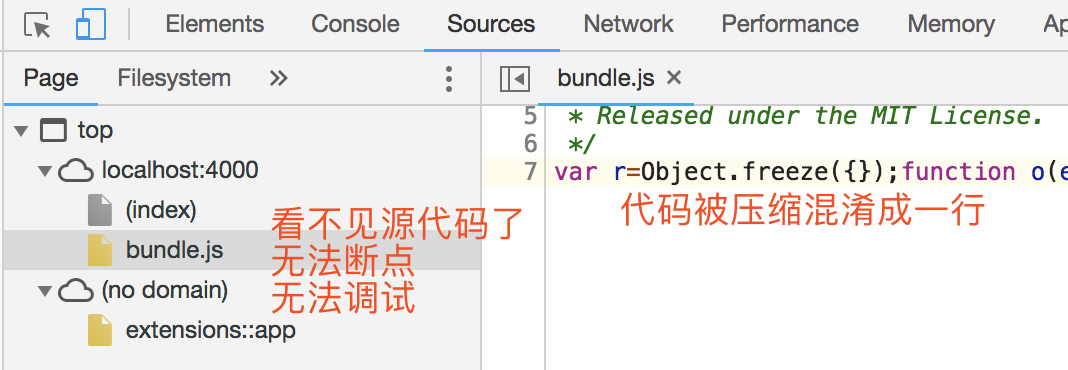 Elements Console Sources Network Performance Memory Ap
Page Filesystem »
bundle.js ×
top
localhost:4000
(index)
bundle.js
(no domain)
extensions::app
看不见源代码了
无法断点
无法调试
5 * Released under the MIT License.
6 */
7 var r=Object.freeze({});function o(e
代码被压缩混淆成一行